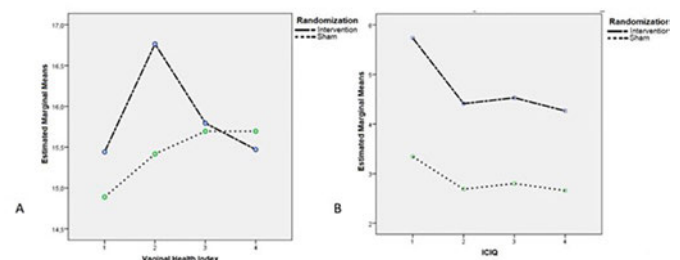 Randomization
Intervention
Sham
Estimated Marginal Means
17,0
16,5
16,0
15,5
15,0
14,5
1 2 3 4
Vaginal Health Index
A
Randomization
Intervention
Sham
Estimated Marginal Means
6
5
4
3
2
1 2 3 4
ICIQ
B